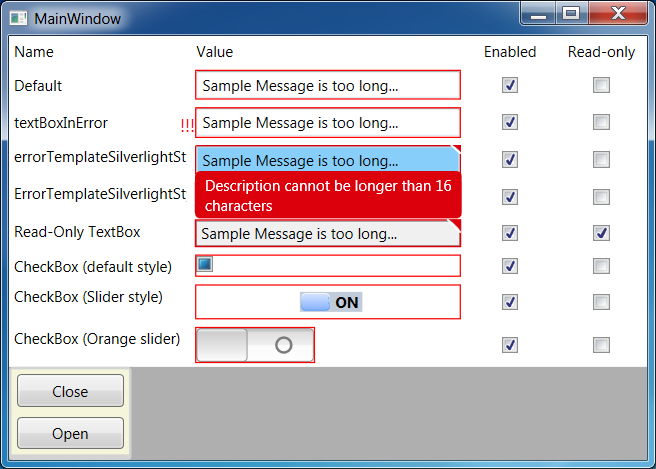 MainWindow
Name Value Enabled Read-only
Default Sample Message is too long...
textBoxInError !!! Sample Message is too long...
errorTemplateSilverlightSt Sample Message is too long...
ErrorTemplateSilverlightSt Description cannot be longer than 16
characters
Read-Only TextBox Sample Message is too long...
CheckBox (default style)
CheckBox (Slider style) ON
CheckBox (Orange slider)
Close
Open